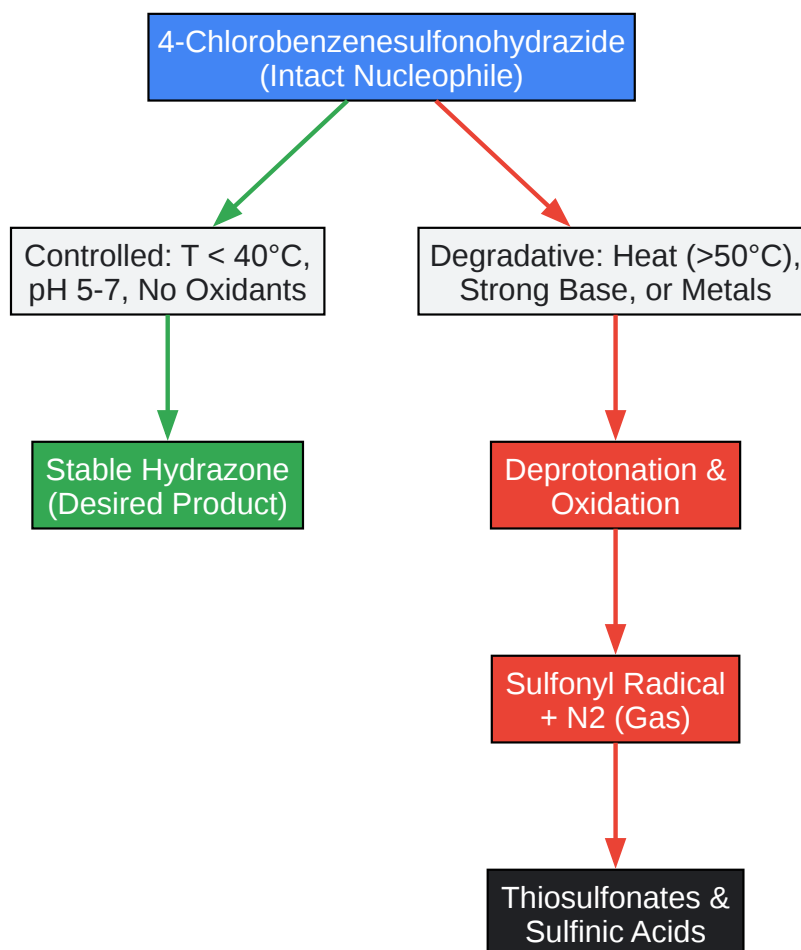 4-Chlorobenzenesulfonohydrazide
(Intact Nucleophile)
Controlled: T < 40°C,
pH 5-7, No Oxidants
Degradative: Heat (>50°C),
Strong Base, or Metals
Stable Hydrazone
(Desired Product)
Deprotonation &
Oxidation
Sulfonyl Radical
+ N2 (Gas)
Thiosulfonates &
Sulfinic Acids